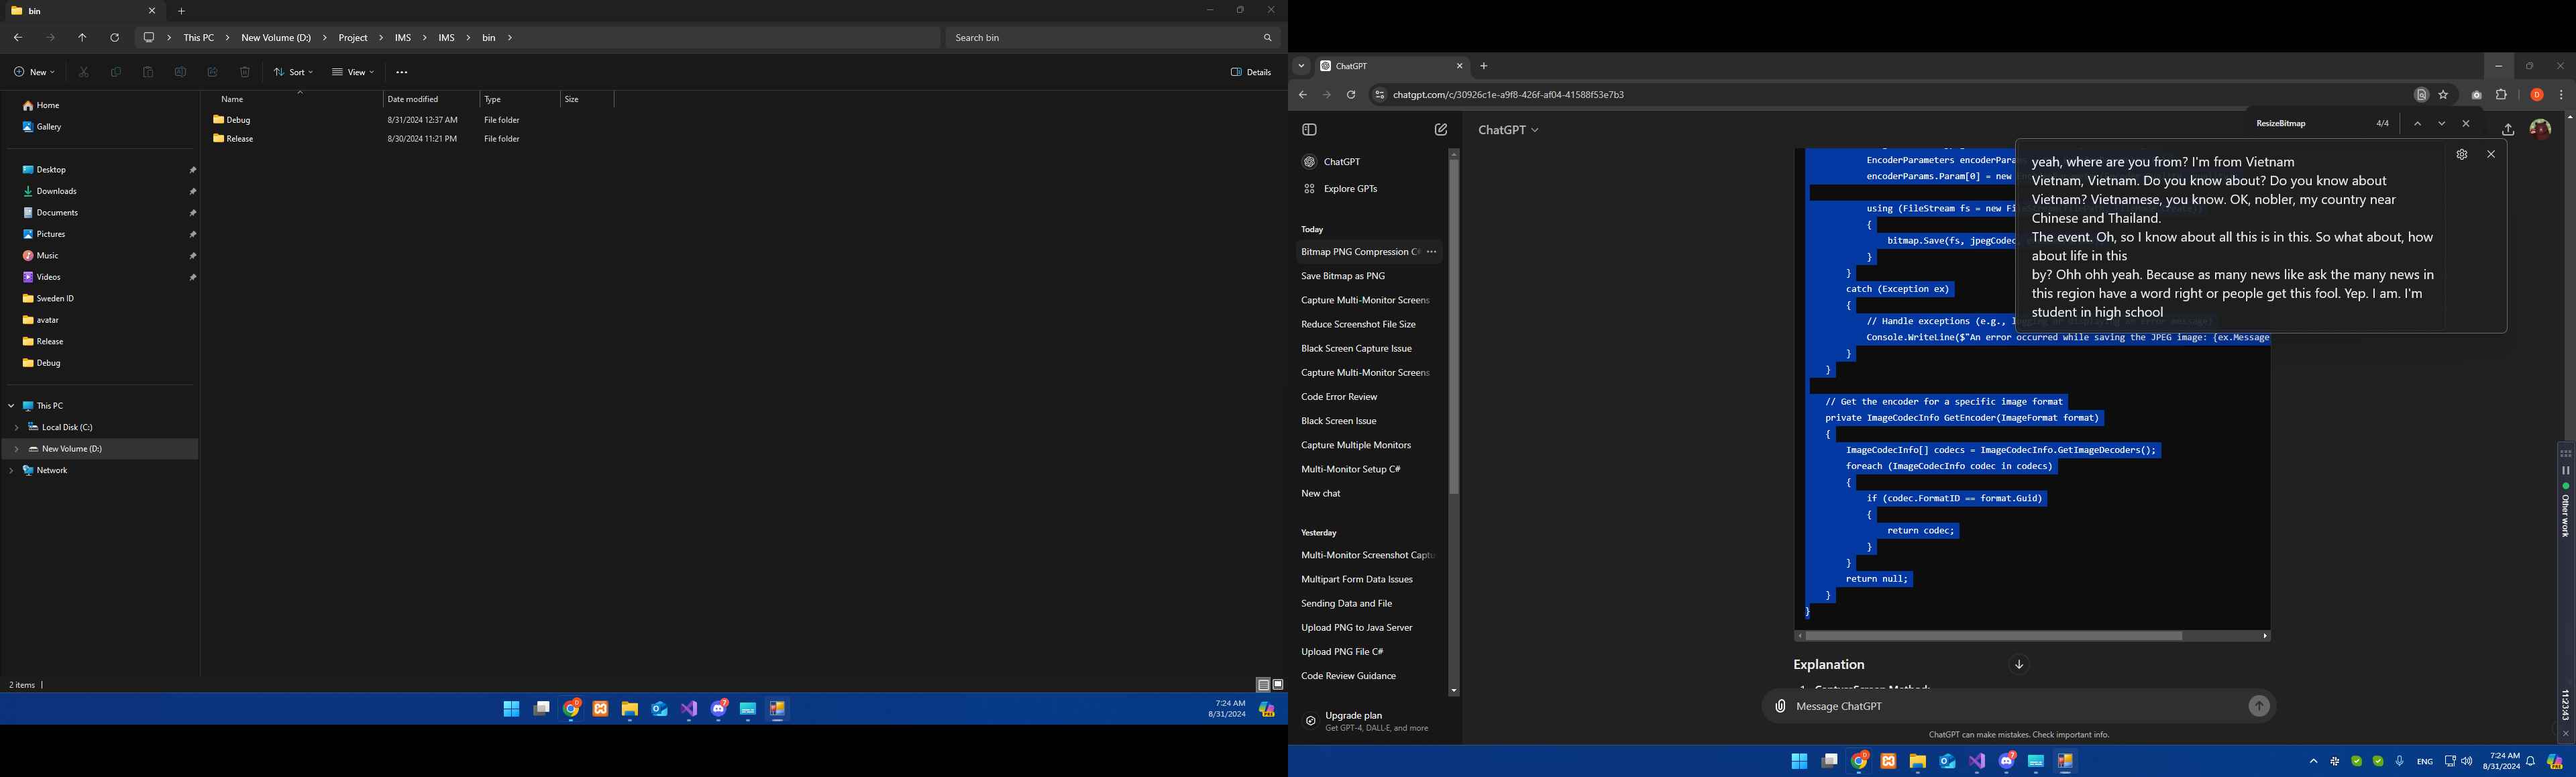 bin
This PC
New Volume (D:)
Project
IMS
IMS
bin
Search bin
New
Sort
View
Details
Home
Gallery
Desktop
Downloads
Documents
Pictures
Music
Videos
Sweden ID
avatar
Release
Debug
This PC
Local Disk (C:)
New Volume (D:)
Network
Name Date modified Type Size
Debug 8/31/2024 12:37 AM File folder
Release 8/30/2024 11:21 PM File folder
2 items
7:24 AM
8/31/2024
ChatGPT
chatgpt.com/c/30926c1e-a9f8-426f-af04-41588f53e7b3
ResizeBitmap 4/4
ChatGPT
Explore GPTs
Today
Bitmap PNG Compression C#
Save Bitmap as PNG
Capture Multi-Monitor Screens
Reduce Screenshot File Size
Black Screen Capture Issue
Capture Multi-Monitor Screens
Code Error Review
Black Screen Issue
Capture Multiple Monitors
Multi-Monitor Setup C#
New chat
Yesterday
Multi-Monitor Screenshot Captu
Multipart Form Data Issues
Sending Data and File
Upload PNG to Java Server
Upload PNG File C#
Code Review Guidance
Upgrade plan
Get GPT-4, DALL·E, and more
ChatGPT
EncoderParameters encoderParam
encoderParams.Param[0] = new
using (FileStream fs = new Fi
{
bitmap.Save(fs, jpegCodec,
}
}
catch (Exception ex)
{
// Handle exceptions (e.g.,
Console.WriteLine($"An error occurred while saving the JPEG image: {ex.Message
}
}
// Get the encoder for a specific image format
private ImageCodecInfo GetEncoder(ImageFormat format)
{
ImageCodecInfo[] codecs = ImageCodecInfo.GetImageDecoders();
foreach (ImageCodecInfo codec in codecs)
{
if (codec.FormatID == format.Guid)
{
return codec;
}
}
return null;
}
}
yeah, where are you from? I'm from Vietnam
Vietnam, Vietnam. Do you know about? Do you know about
Vietnam? Vietnamese, you know. OK, nobler, my country near
Chinese and Thailand.
The event. Oh, so I know about all this is in this. So what about, how
about life in this
by? Ohh ohh yeah. Because as many news like ask the many news in
this region have a word right or people get this fool. Yep. I am. I'm
student in high school
Explanation
Message ChatGPT
ChatGPT can make mistakes. Check important info.
Other work
11:23:43
ENG
7:24 AM
8/31/2024